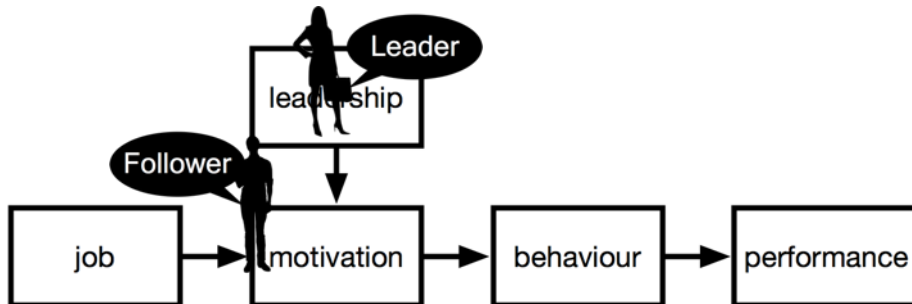 Leader
leadership
Follower
job
motivation
behaviour
performance